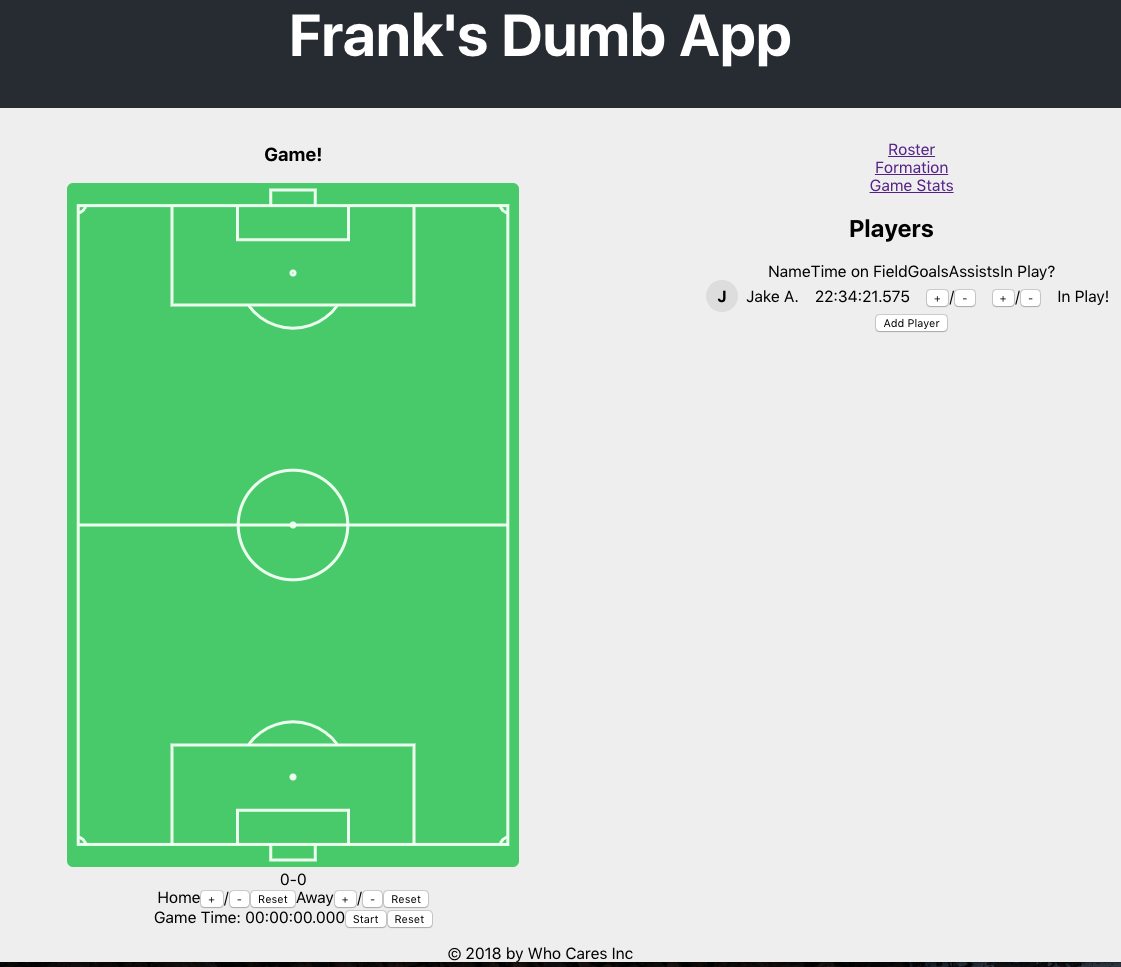 Frank's Dumb App
Game!
0-0
Home + / - Reset Away + / - Reset
Game Time: 00:00:00.000 Start Reset
Roster
Formation
Game Stats
Players
NameTime on FieldGoalsAssistsIn Play?
J Jake A. 22:34:21.575 + / - + / - In Play!
Add Player
© 2018 by Who Cares Inc